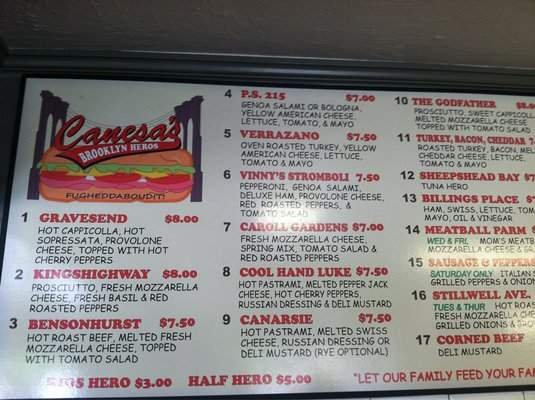 Canesa's
BROOKLYN HEROS
FUGHEDDABOUDIT!
1 GRAVESEND $8.00
HOT CAPPICOLLA, HOT
SOPRESSATA, PROVOLONE
CHEESE, TOPPED WITH HOT
CHERRY PEPPERS
2 KINGSHIGHWAY $8.00
PROSCIUTTO, FRESH MOZZARELLA
CHEESE, FRESH BASIL & RED
ROASTED PEPPERS
3 BENSONHURST $7.50
HOT ROAST BEEF, MELTED FRESH
MOZZARELLA CHEESE, TOPPED
WITH TOMATO SALAD
KIDS HERO $3.00 HALF HERO $5.00
4 P.S. 215 $7.00
GENOA SALAMI OR BOLOGNA,
YELLOW AMERICAN CHEESE,
LETTUCE, TOMATO, & MAYO
5 VERRAZANO $7.50
OVEN ROASTED TURKEY, YELLOW
AMERICAN CHEESE, LETTUCE,
TOMATO & MAYO
6 VINNY'S STROMBOLI 7.50
PEPPERONI, GENOA SALAMI,
DELUXE HAM, PROVOLONE CHEESE,
RED ROASTED PEPPERS, &
TOMATO SALAD
7 CAROLL GARDENS $7.00
FRESH MOZZARELLA CHEESE,
SPRING MIX, TOMATO SALAD &
RED ROASTED PEPPERS
8 COOL HAND LUKE $7.50
HOT PASTRAMI, MELTED PEPPER JACK
CHEESE, HOT CHERRY PEPPERS,
RUSSIAN DRESSING & DELI MUSTARD
9 CANARSIE $7.50
HOT PASTRAMI, MELTED SWISS
CHEESE, RUSSIAN DRESSING OR
DELI MUSTARD (RYE OPTIONAL)
10 THE GODFATHER $8.
PROSCIUTTO, SWEET CAPPICOLLA
MELTED MOZZARELLA CHEESE
TOPPED WITH TOMATO SALAD
11 TURKEY, BACON, CHEDDAR 7.
ROASTED TURKEY, BACON,
CHEDDAR CHEESE, LETTUCE,
TOMATO & MAYO
12 SHEEPSHEAD BAY $7
TUNA HERO
13 BILLINGS PLACE
HAM, SWISS, LETTUCE,
MAYO, OIL & VINEGAR
14 MEATBALL PARM
WED & FRI. MOM'S
MOZZARELLA CHEESE &
15 SAUSAGE & PEPPERS
SATURDAY ONLY ITALIAN
GRILLED PEPPERS & ONIONS
16 STILLWELL AVE.
TUES & THUR HOT
FRESH MOZZARELLA
GRILLED ONIONS &
17 CORNED BEEF
DELI MUSTARD
"LET OUR FAMILY FEED YOUR